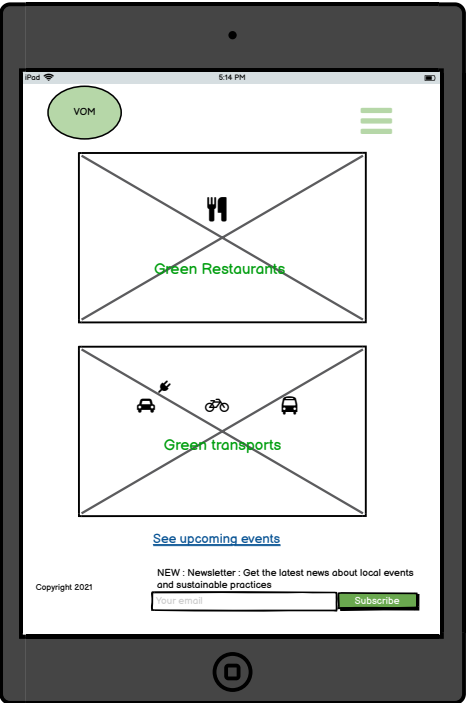 iPad 5:14 PM
VOM
Green Restaurants
Green transports
See upcoming events
NEW : Newsletter : Get the latest news about local events
and sustainable practices
Copyright 2021
Your email Subscribe